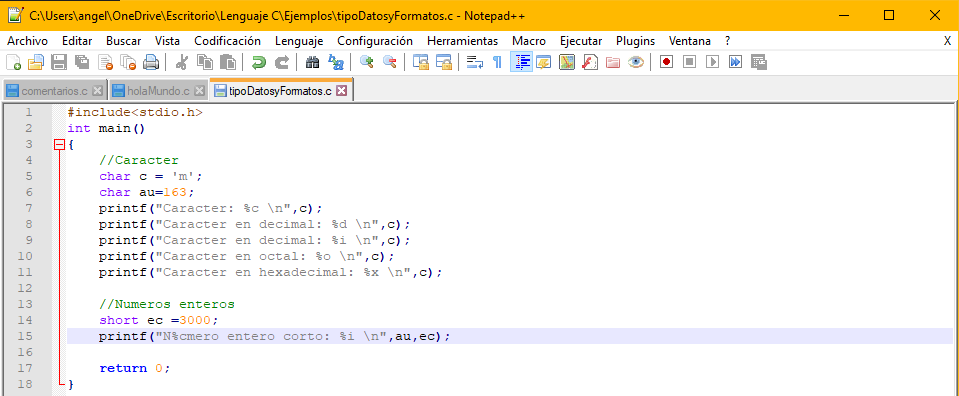 C:\Users\angel\OneDrive\Escritorio\Lenguaje C\Ejemplos\tipoDatosyFormatos.c - Notepad++
Archivo Editar Buscar Vista Codificación Lenguaje Configuración Herramientas Macro Ejecutar Plugins Ventana ? X
comentarios.c holaMundo.c tipoDatosyFormatos.c
1 #include<stdio.h>
2 int main()
3 {
4 //Caracter
5 char c = 'm';
6 char au=163;
7 printf("Caracter: %c \n",c);
8 printf("Caracter en decimal: %d \n",c);
9 printf("Caracter en decimal: %i \n",c);
10 printf("Caracter en octal: %o \n",c);
11 printf("Caracter en hexadecimal: %x \n",c);
12
13 //Numeros enteros
14 short ec =3000;
15 printf("N%cmero entero corto: %i \n",au,ec);
16
17 return 0;
18 }